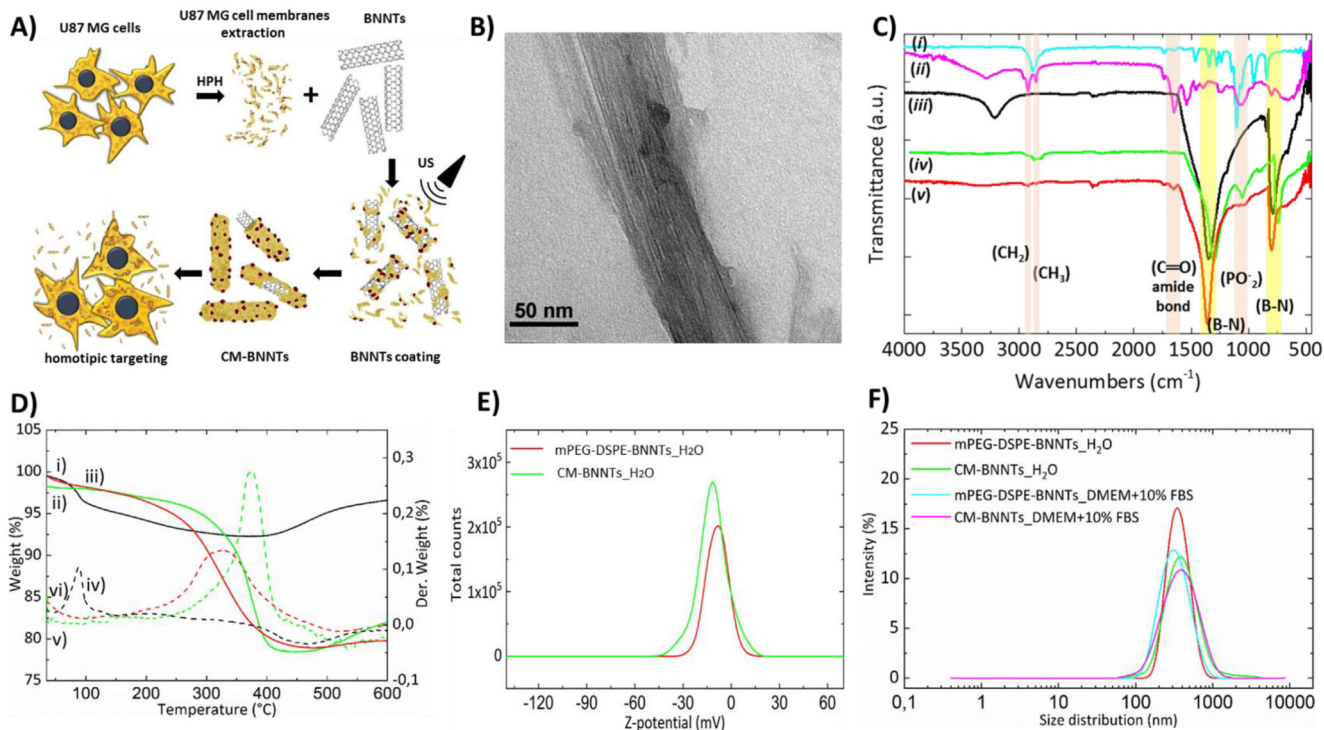 A)
U87 MG cells
U87 MG cell membranes
extraction
BNNTs
HPH
+
US
homotipic targeting
CM-BNNTs
BNNTs coating
B)
50 nm
C)
Transmittance (a.u.)
(i)
(ii)
(iii)
(iv)
(v)
(CH2)
(CH3)
(C=O)
amide
bond
(B-N)
(PO-2)
(B-N)
4000 3500 3000 2500 2000 1500 1000 500
Wavenumbers (cm-1)
D)
Weight (%)
105
100
95
90
85
80
75
i)
ii)
iii)
vi)
iv)
v)
0,3
0,2
0,1
0,0
-0,1
Der. Weight (%)
100 200 300 400 500 600
Temperature (°C)
E)
Total counts
3x10⁵
2x10⁵
1x10⁵
0
mPEG-DSPE-BNNTs_H2O
CM-BNNTs_H2O
-120 -90 -60 -30 0 30 60
Z-potential (mV)
F)
Intensity (%)
25
20
15
10
5
0
mPEG-DSPE-BNNTs_H2O
CM-BNNTs_H2O
mPEG-DSPE-BNNTs_DMEM+10% FBS
CM-BNNTs_DMEM+10% FBS
0,1 1 10 100 1000 10000
Size distribution (nm)